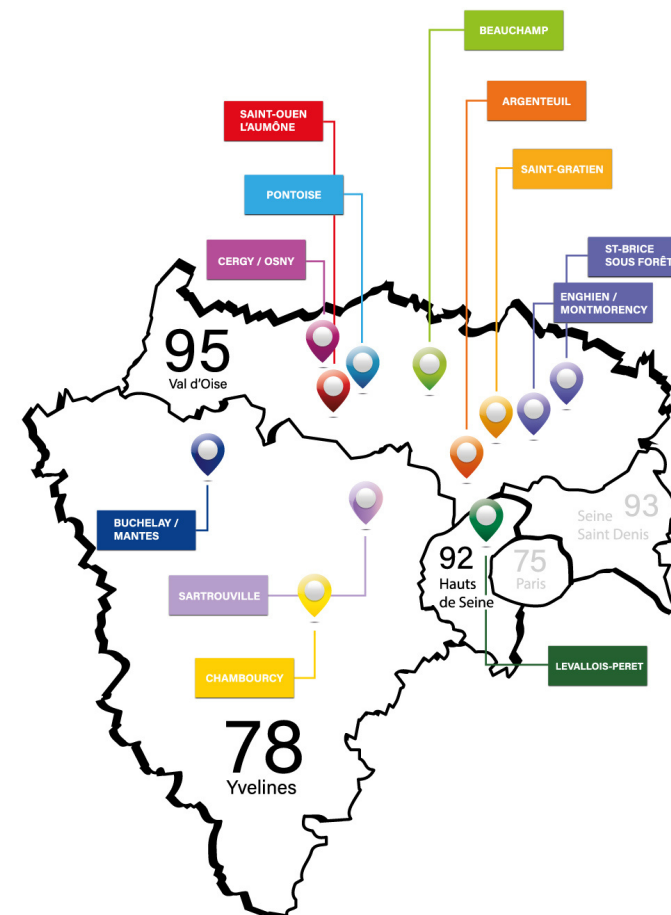 BEAUCHAMP
ARGENTEUIL
SAINT-OUEN
L'AUMÔNE
SAINT-GRATIEN
PONTOISE
ST-BRICE
SOUS FORÊT
CERGY / OSNY
ENGHIEN /
MONTMORENCY
95
Val d'Oise
BUCHELAY /
MANTES
93
Seine
Saint Denis
92
Hauts
de Seine
75
Paris
SARTROUVILLE
LEVALLOIS-PERET
CHAMBOURCY
78
Yvelines